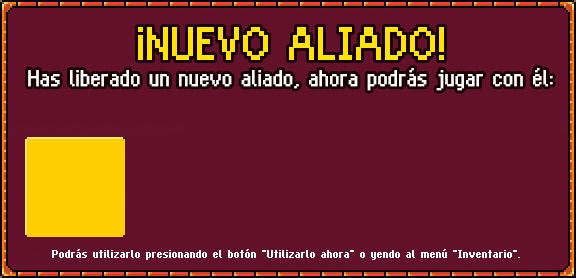 ¡NUEVO ALIADO!
Has liberado un nuevo aliado, ahora podrás jugar con él:
Podrás utilizarlo presionando el botón "Utilizarlo ahora" o yendo al menú "Inventario".